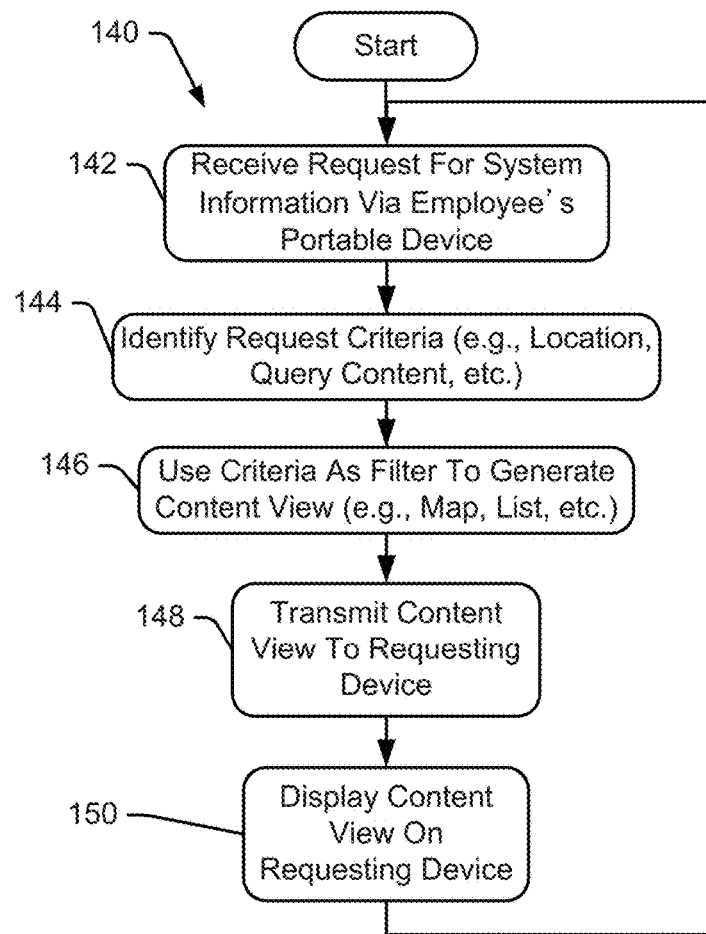 140
Start
142
Receive Request For System
Information Via Employee's
Portable Device
144
Identify Request Criteria (e.g., Location,
Query Content, etc.)
146
Use Criteria As Filter To Generate
Content View (e.g., Map, List, etc.)
148
Transmit Content
View To Requesting
Device
150
Display Content
View On
Requesting Device